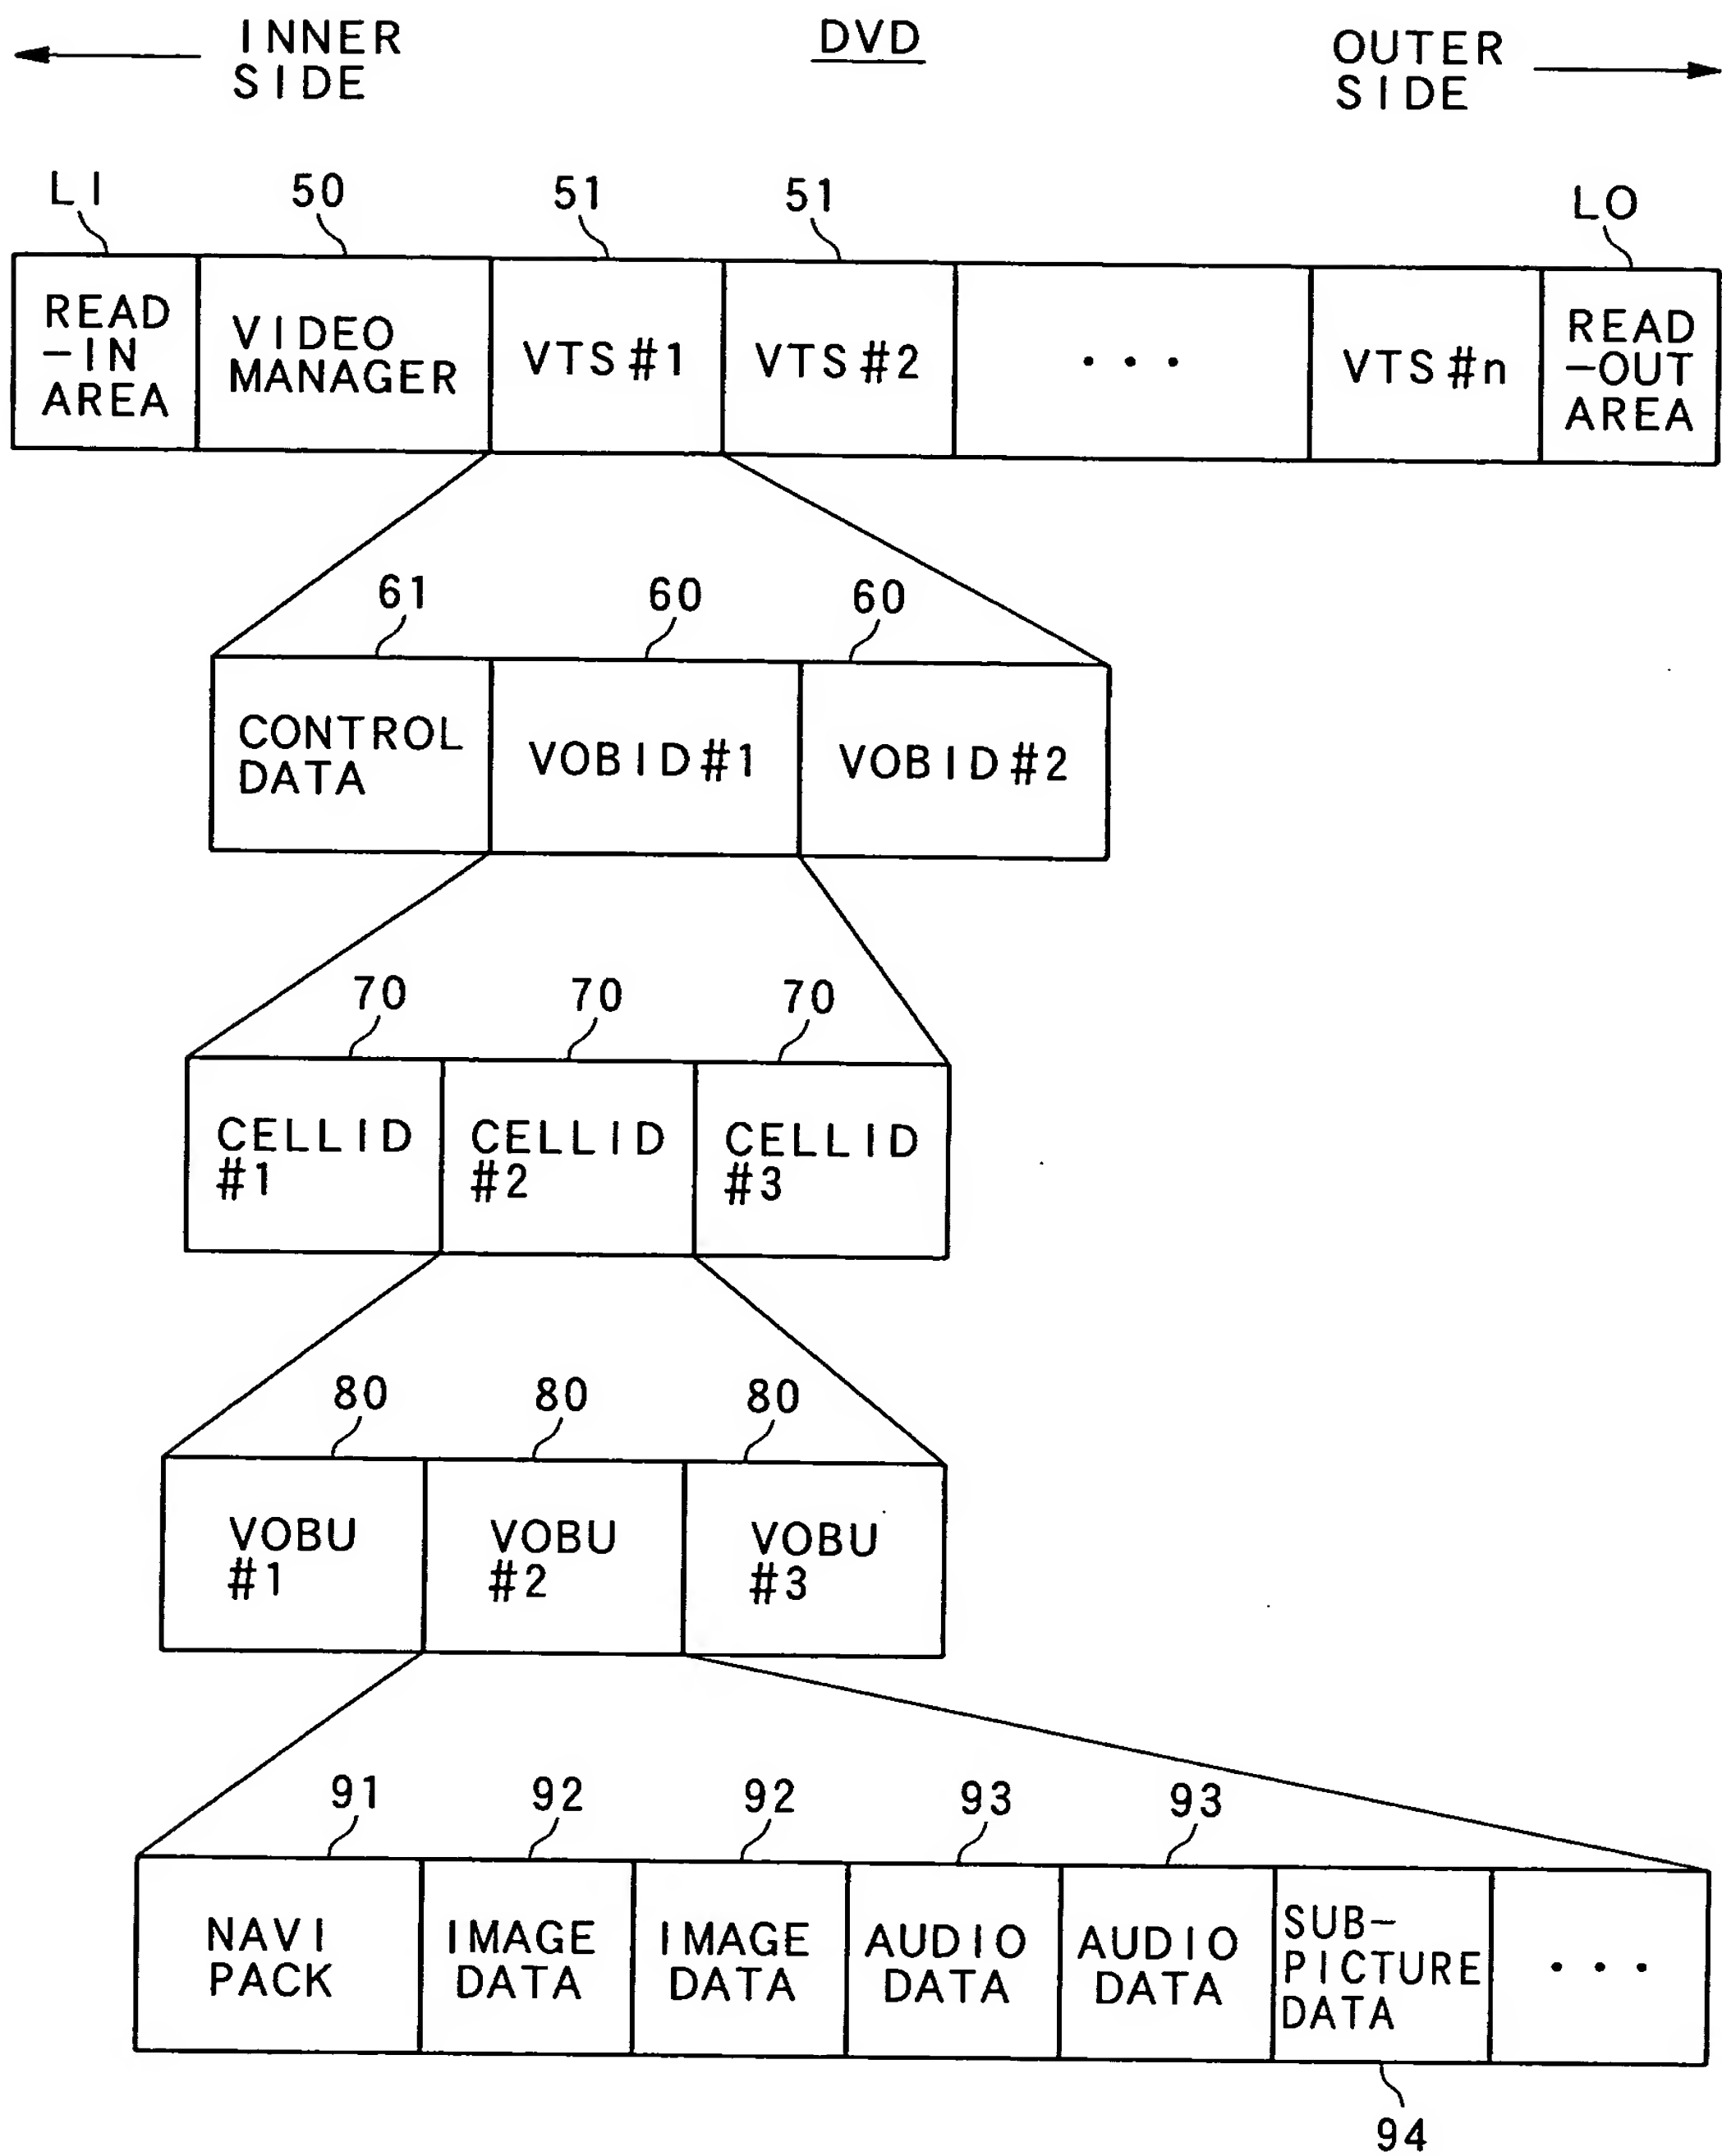 INNER SIDE
DVD
OUTER SIDE
LI
50
51
51
LO
READ
-IN
AREA
VIDEO
MANAGER
VTS#1
VTS#2
...
VTS#n
READ
-OUT
AREA
61
60
60
CONTROL
DATA
VOBID#1
VOBID#2
70
70
70
CELLID
#1
CELLID
#2
CELLID
#3
80
80
80
VOBU
#1
VOBU
#2
VOBU
#3
91
92
92
93
93
NAVI
PACK
IMAGE
DATA
IMAGE
DATA
AUDIO
DATA
AUDIO
DATA
SUB-
PICTURE
DATA
...
94